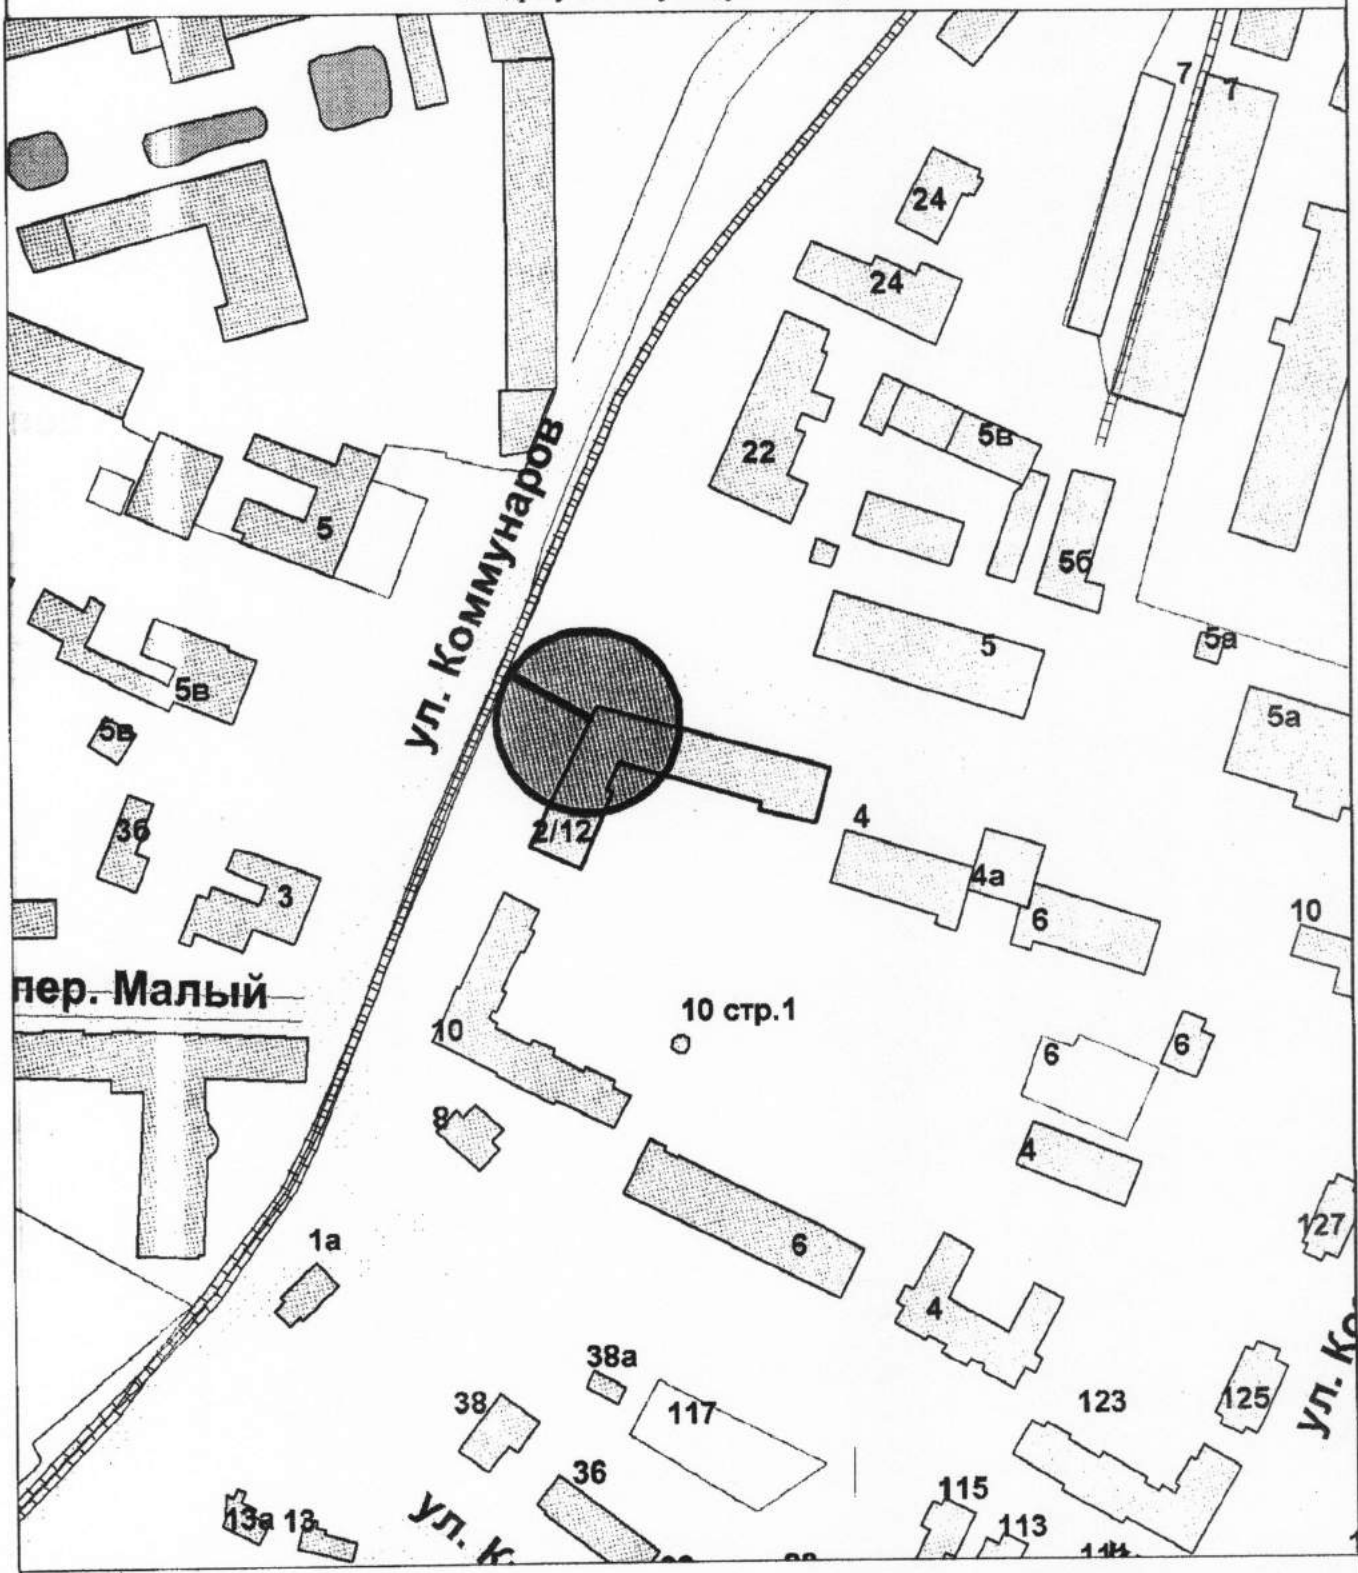 7
7
24
24
22
5в
5
5б
5
5а
5а
ул. Коммунаров
5в
5в
3б
3
2/12
4
4а
6
10
пер. Малый
10
10 стр.1
6
6
4
8
6
4
127
1а
38а
38
117
123
125
ул. Ко
36
115
113
13а
13
ул. К